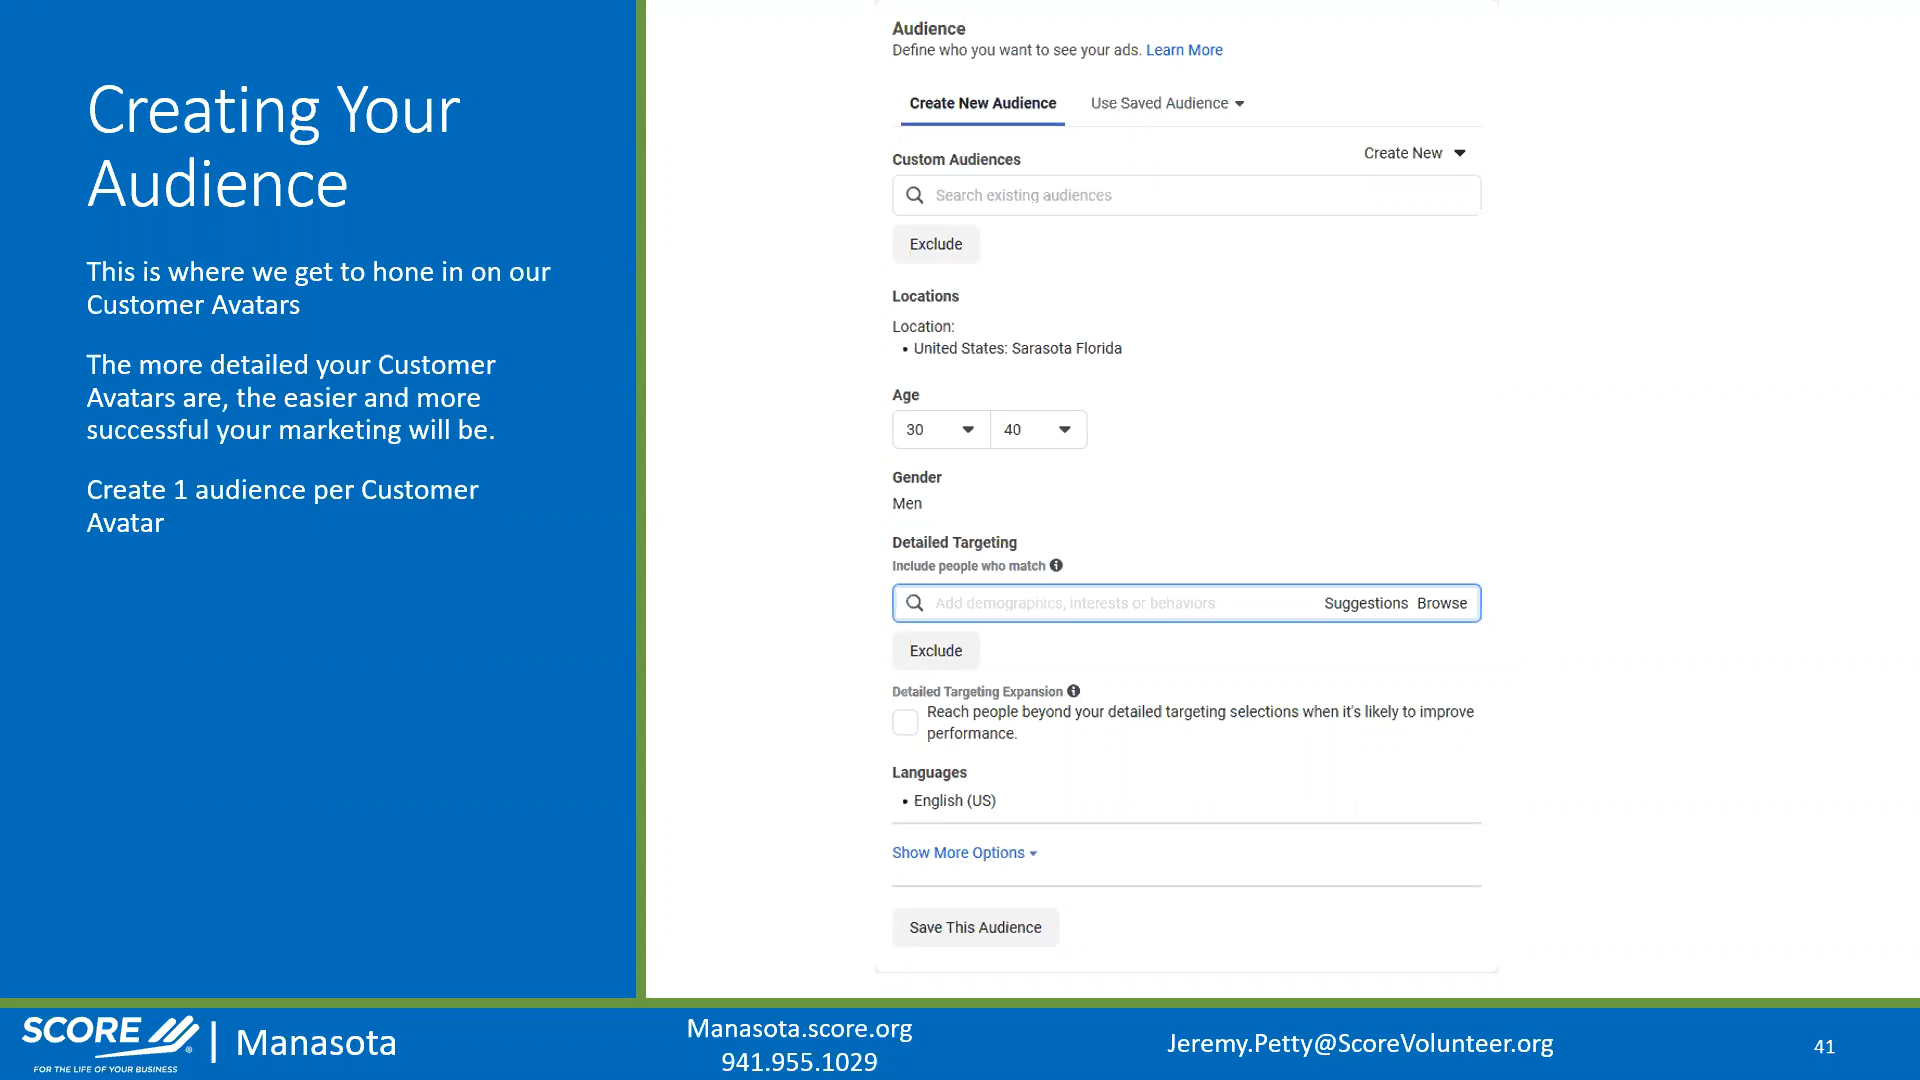 Creating Your
Audience
This is where we get to hone in on our
Customer Avatars
The more detailed your Customer
Avatars are, the easier and more
successful your marketing will be.
Create 1 audience per Customer
Avatar
Audience
Define who you want to see your ads. Learn More
Create New Audience
Use Saved Audience
Custom Audiences
Create New
Search existing audiences
Exclude
Locations
Location:
• United States: Sarasota Florida
Age
30
40
Gender
Men
Detailed Targeting
Include people who match
Add demographics, interests or behaviors
Suggestions
Browse
Exclude
Detailed Targeting Expansion
Reach people beyond your detailed targeting selections when it's likely to improve
performance.
Languages
• English (US)
Show More Options
Save This Audience
SCORE ® | Manasota
FOR THE LIFE OF YOUR BUSINESS
Manasota.score.org
941.955.1029
Jeremy.Petty@ScoreVolunteer.org
41